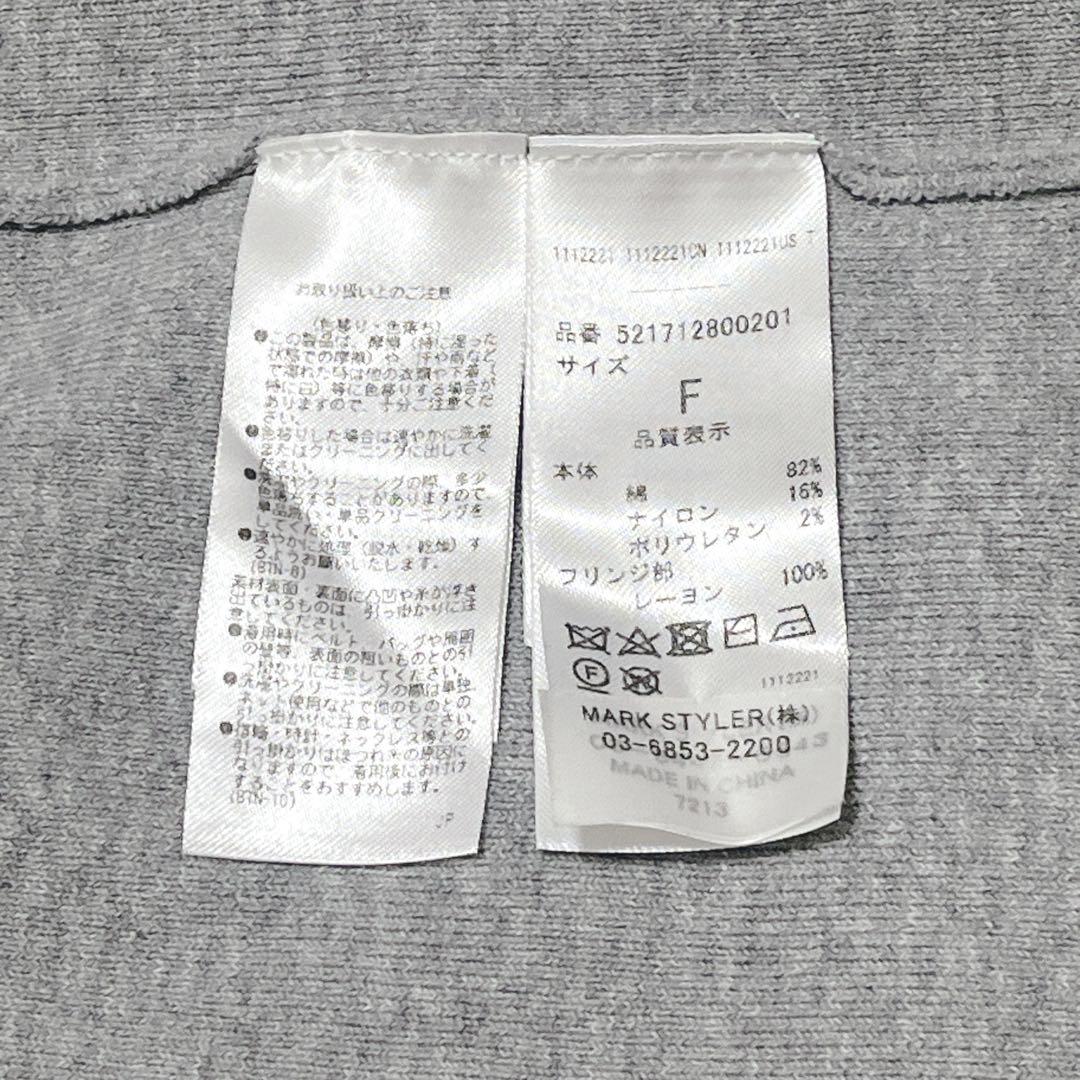 お取り扱い上のご注意
(色移り・色落ち)
●この製品は、摩擦(特に湿った
状態での摩擦)や、汗や雨など
で濡れた時は他の衣類や下着(
特に白)等に色移りする場合が
ありますので、十分ご注意くだ
さい。
●色移りした場合は速やかに洗濯
またはクリーニングに出してく
ださい。
●洗濯やクリーニングの際、多少
色落ちすることがありますので、
単品洗い、単品クリーニングを
してください。
●速やかに処理(脱水・乾燥)す
るようお願いいたします。
(BTN-8)
素材表面・裏面に凸凹や糸が浮き
出ているものは、引っ掛かりに注
意してください。
●着用時にベルト、バッグや周囲
の壁等、表面の粗いものとの引
っ掛かりに注意してください。
●洗濯やクリーニングの際は単独、
ネット使用などで他のものとの
引っ掛かりに注意してください。
●指輪・時計・ネックレス等との
引っ掛かりはほつれ等の原因に
なりますので、着用後にお付け
することをおすすめします。
(BTN-10)
JP
1112221 1112221CN 1112221US T
品番 521712800201
サイズ
F
品質表示
本体
綿 82%
ナイロン 16%
ポリウレタン 2%
フリンジ部
レーヨン 100%
F
1112221
MARK STYLER(株)
03-6853-2200
MADE IN CHINA
7213